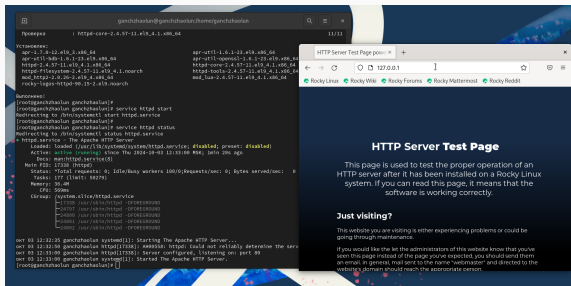 ganchzhaolun@ganchzhaolun:/home/ganchzhaolun
Проверка : httpd-core-2.4.57-11.el9_4.1.x86_64 11/11
Установлен:
apr-1.7.0-12.el9_3.x86_64 apr-util-1.6.1-23.el9.x86_64
apr-util-bdb-1.6.1-23.el9.x86_64 apr-util-openssl-1.6.1-23.el9.x86_64
httpd-2.4.57-11.el9_4.1.x86_64 httpd-core-2.4.57-11.el9_4.1.x86_64
httpd-filesystem-2.4.57-11.el9_4.1.noarch httpd-tools-2.4.57-11.el9_4.1.x86_64
mod_http2-2.0.26-2.el9_4.x86_64 mod_lua-2.4.57-11.el9_4.1.x86_64
rocky-logos-httpd-90.15-2.el9.noarch
Выполнено!
[root@ganchzhaolun ganchzhaolun]#
[root@ganchzhaolun ganchzhaolun]# service httpd start
Redirecting to /bin/systemctl start httpd.service
[root@ganchzhaolun ganchzhaolun]#
[root@ganchzhaolun ganchzhaolun]# service httpd status
Redirecting to /bin/systemctl status httpd.service
● httpd.service - The Apache HTTP Server
Loaded: loaded (/usr/lib/systemd/system/httpd.service; disabled; preset: disabled)
Active: active (running) since Thu 2024-10-03 12:33:00 MSK; 1min 20s ago
Docs: man:httpd.service(8)
Main PID: 17338 (httpd)
Status: "Total requests: 4; Idle/Busy workers 100/0;Requests/sec: 0; Bytes served/sec: 0
Tasks: 177 (limit: 50279)
Memory: 36.4M
CPU: 569ms
CGroup: /system.slice/httpd.service
/usr/sbin/httpd -DFOREGROUND
/usr/sbin/httpd -DFOREGROUND
/usr/sbin/httpd -DFOREGROUND
/usr/sbin/httpd -DFOREGROUND
/usr/sbin/httpd -DFOREGROUND
окт 03 12:32:35 ganchzhaolun systemd[1]: Starting The Apache HTTP Server...
окт 03 12:32:50 ganchzhaolun httpd[17338]: AH00558: httpd: Could not reliably determine the serv
окт 03 12:33:00 ganchzhaolun httpd[17338]: Server configured, listening on: port 80
окт 03 12:33:00 ganchzhaolun systemd[1]: Started The Apache HTTP Server.
[root@ganchzhaolun ganchzhaolun]#
HTTP Server Test Page powe
127.0.0.1
Rocky Linux Rocky Wiki Rocky Forums Rocky Mattermost Rocky Reddit
HTTP Server Test Page
This page is used to test the proper operation of an
HTTP server after it has been installed on a Rocky Linux
system. If you can read this page, it means that the
software is working correctly.
Just visiting?
This website you are visiting is either experiencing problems or could be
going through maintenance.
If you would like the let the administrators of this website know that you've
seen this page instead of the page you've expected, you should send them
an email. In general, mail sent to the name "webmaster" and directed to the
website's domain should reach the appropriate person.